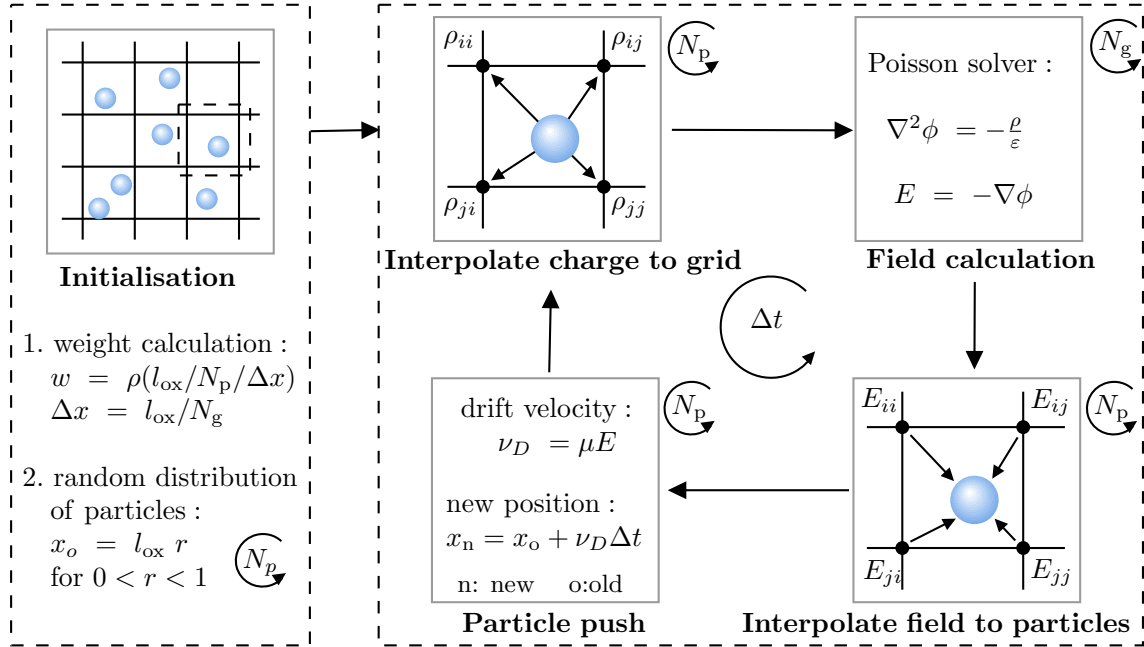 Initialisation
1. weight calculation :
w = ρ(l_ox/N_p/Δx)
Δx = l_ox/N_g
2. random distribution
of particles :
x_o = l_ox r
for 0 < r < 1
N_p
ρ_ii ρ_ij
ρ_ji ρ_jj
N_p
Interpolate charge to grid
Poisson solver :
∇²φ = −ρ/ε
E = −∇φ
N_g
Field calculation
Δt
E_ii E_ij
E_ji E_jj
N_p
Interpolate field to particles
drift velocity :
ν_D = μE
new position :
x_n = x_o + ν_D Δt
n: new o:old
N_p
Particle push